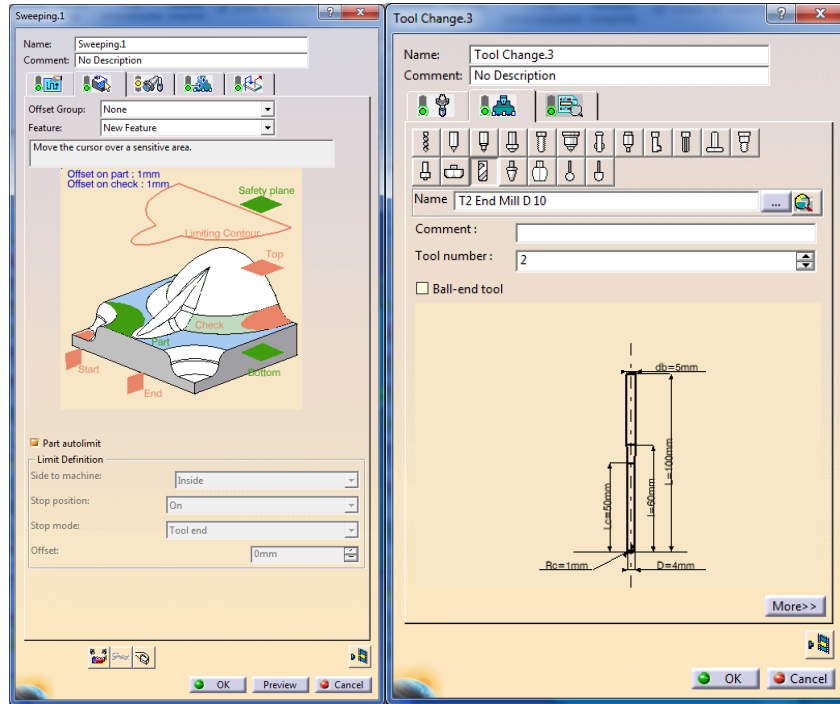 Sweeping.1
Name: Sweeping.1
Comment: No Description
Offset Group: None
Feature: New Feature
Move the cursor over a sensitive area.
Offset on part : 1mm
Offset on check : 1mm
Safety plane
Limiting Contour
Top
Check
Part
Start
Bottom
End
Part autolimit
Limit Definition
Side to machine: Inside
Stop position: On
Stop mode: Tool end
Offset: 0mm
OK Preview Cancel
Tool Change.3
Name: Tool Change.3
Comment: No Description
Name T2 End Mill D 10 ...
Comment :
Tool number : 2
Ball-end tool
db=5mm
L=100mm
l=60mm
Lc=50mm
Rc=1mm
D=4mm
More>>
OK Cancel